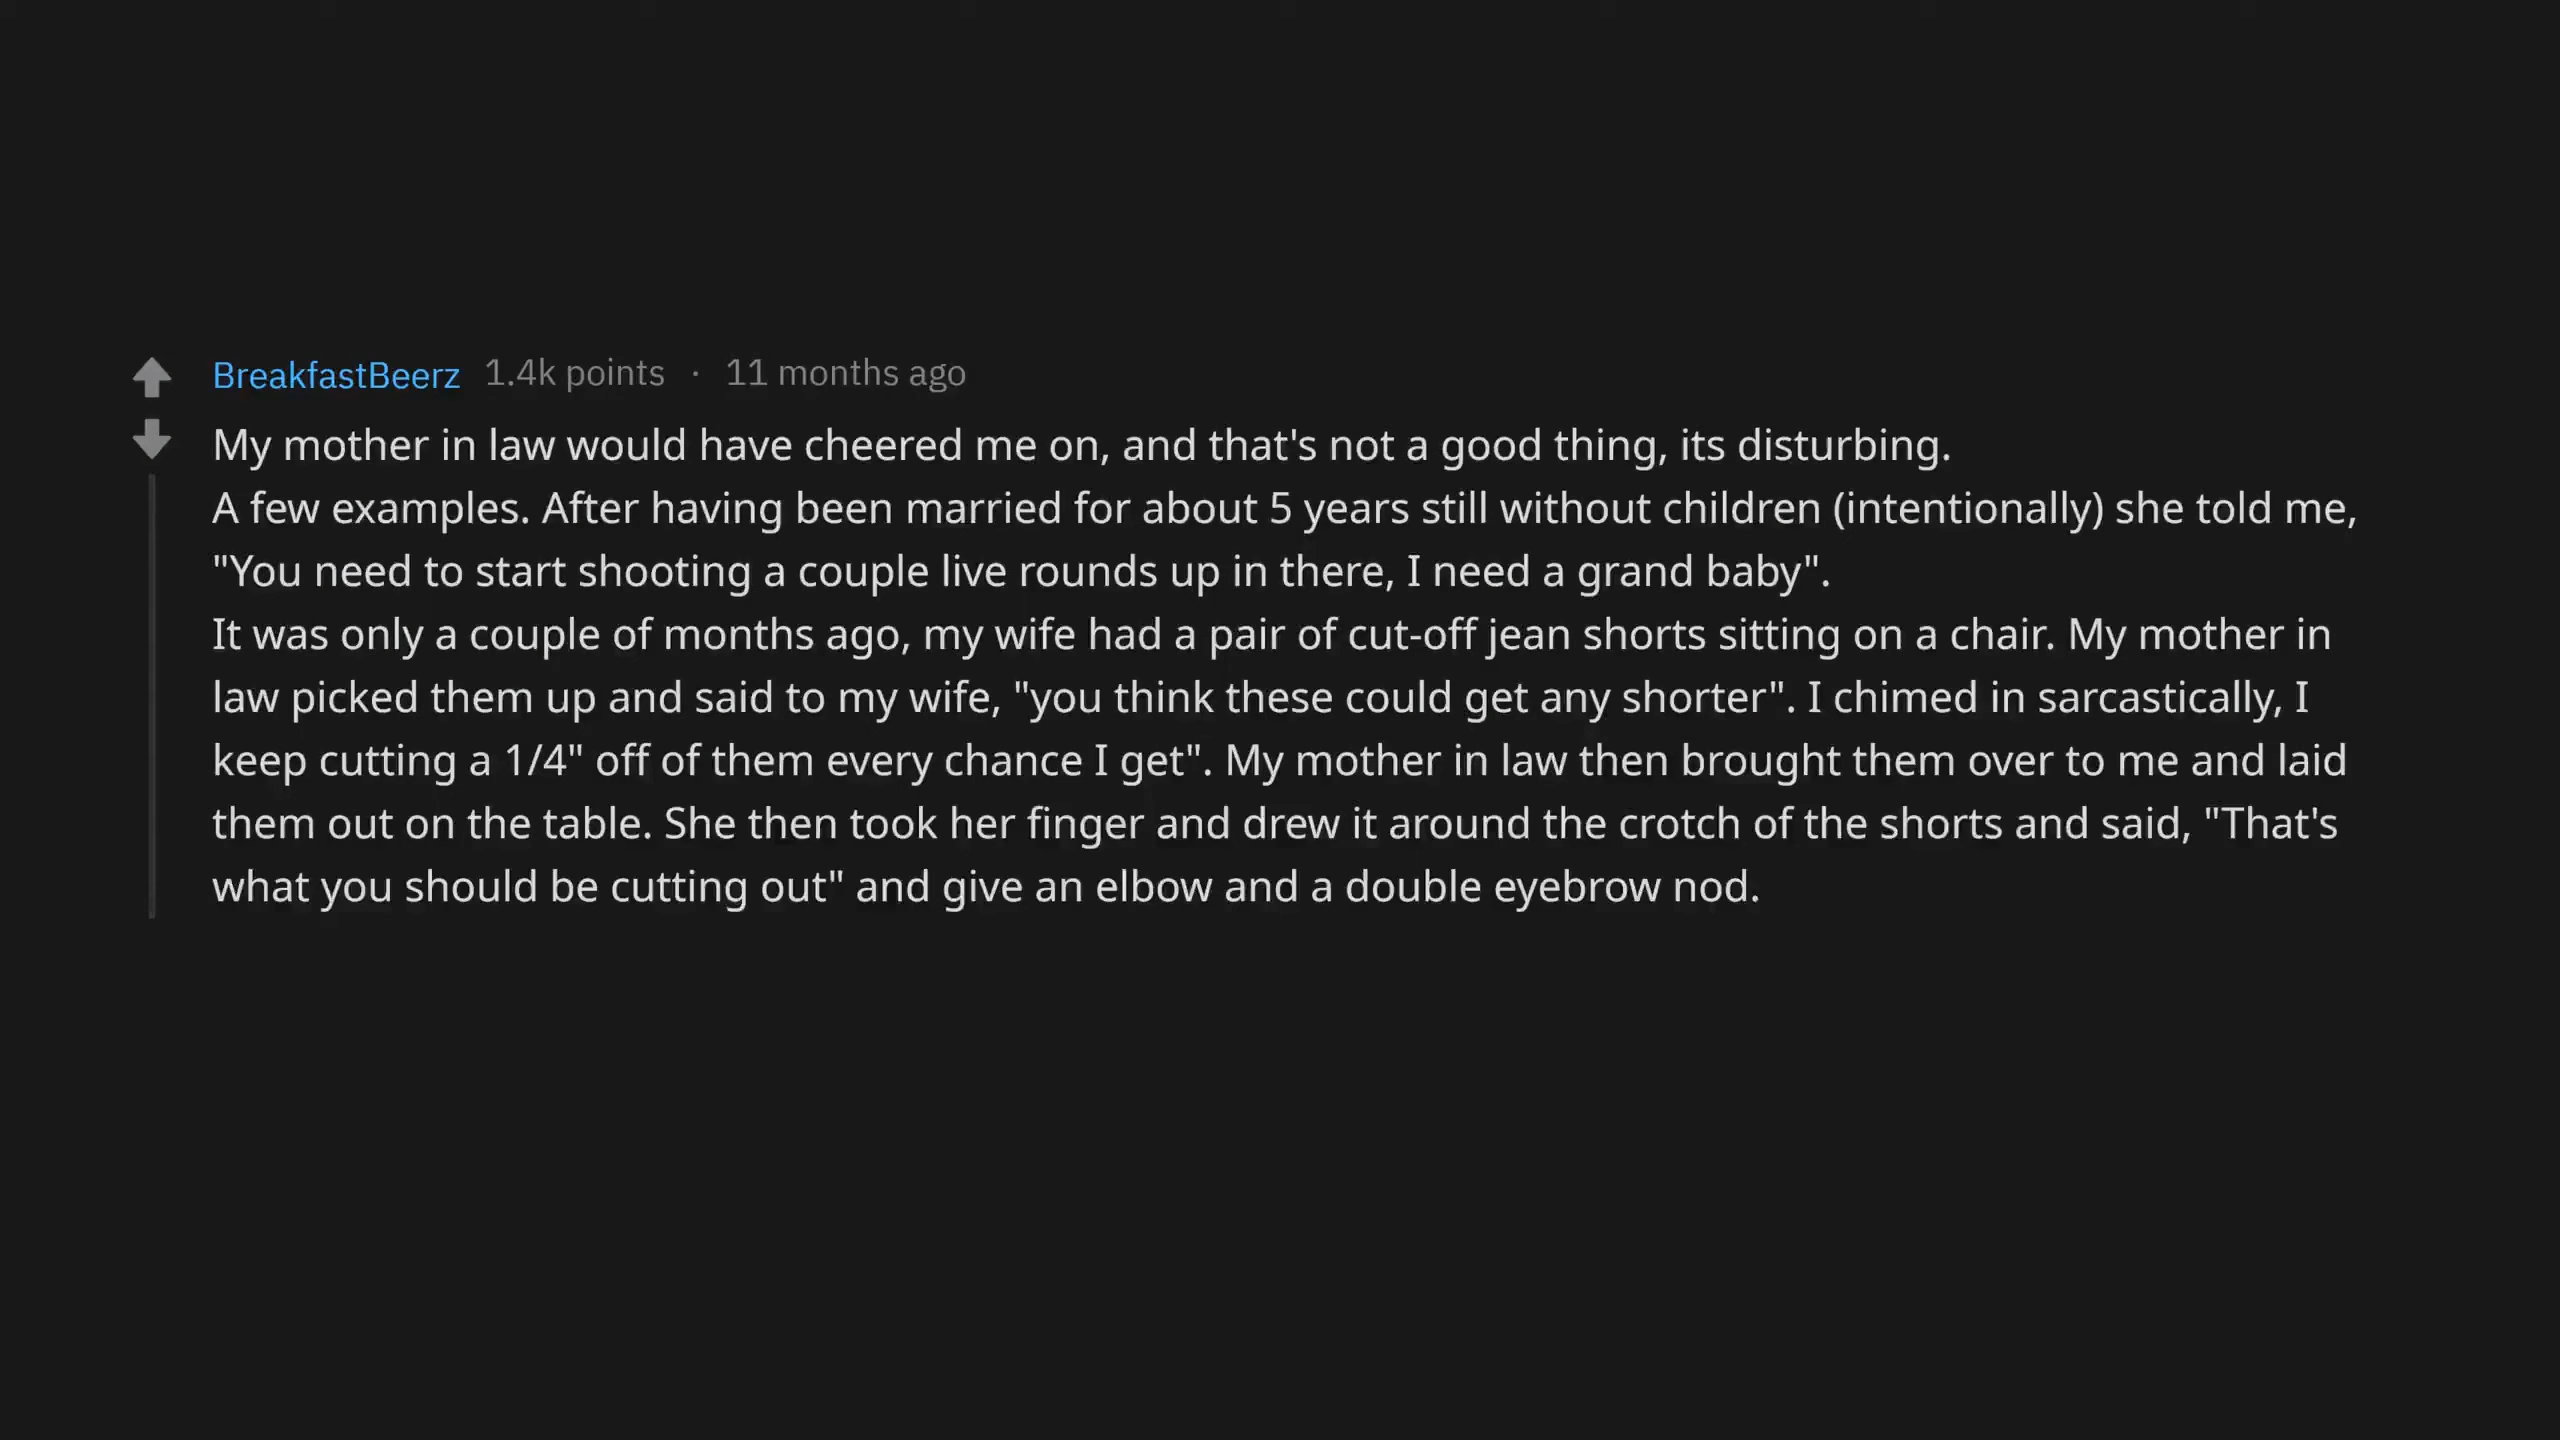 BreakfastBeerz 1.4k points · 11 months ago
My mother in law would have cheered me on, and that's not a good thing, its disturbing.
A few examples. After having been married for about 5 years still without children (intentionally) she told me,
"You need to start shooting a couple live rounds up in there, I need a grand baby".
It was only a couple of months ago, my wife had a pair of cut-off jean shorts sitting on a chair. My mother in
law picked them up and said to my wife, "you think these could get any shorter". I chimed in sarcastically, I
keep cutting a 1/4" off of them every chance I get". My mother in law then brought them over to me and laid
them out on the table. She then took her finger and drew it around the crotch of the shorts and said, "That's
what you should be cutting out" and give an elbow and a double eyebrow nod.